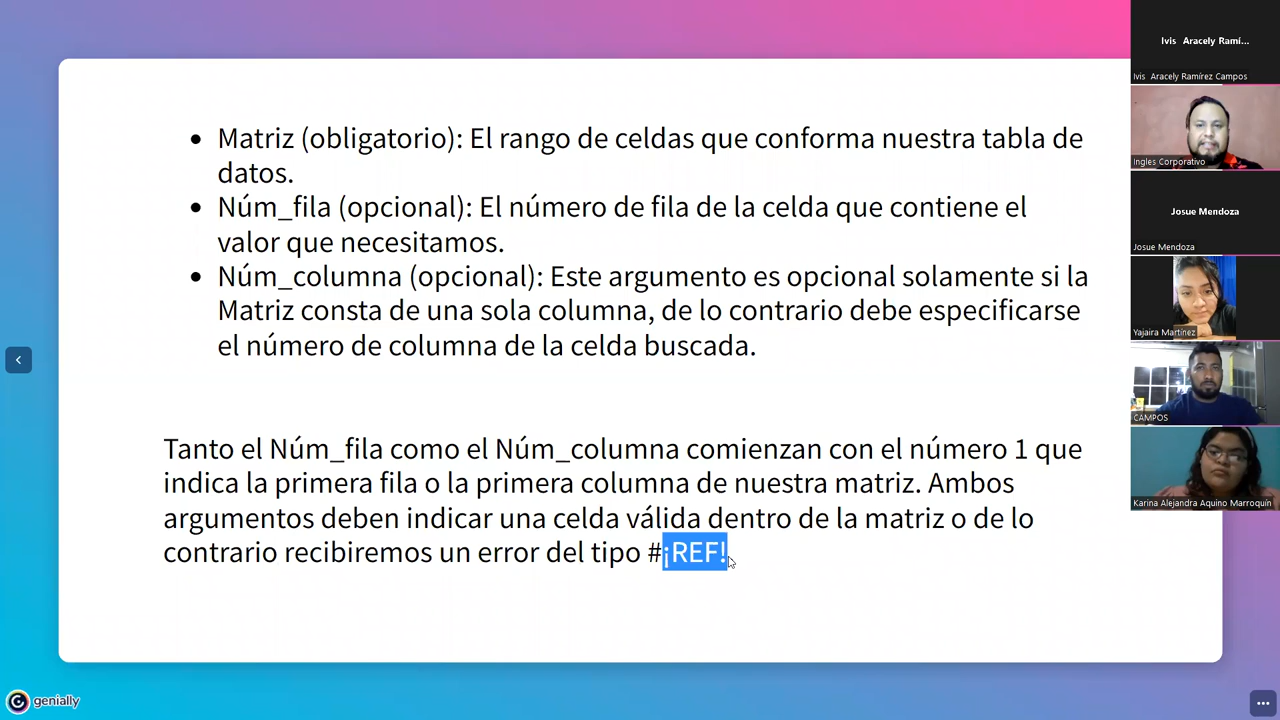 • Matriz (obligatorio): El rango de celdas que conforma nuestra tabla de
datos.
• Núm_fila (opcional): El número de fila de la celda que contiene el
valor que necesitamos.
• Núm_columna (opcional): Este argumento es opcional solamente si la
Matriz consta de una sola columna, de lo contrario debe especificarse
el número de columna de la celda buscada.
Tanto el Núm_fila como el Núm_columna comienzan con el número 1 que
indica la primera fila o la primera columna de nuestra matriz. Ambos
argumentos deben indicar una celda válida dentro de la matriz o de lo
contrario recibiremos un error del tipo #¡REF!
genially
Ivis Aracely Ramí...
Ivis Aracely Ramírez Campos
Ingles Corporativo
Josue Mendoza
Josue Mendoza
Yajaira Martínez
CAMPOS
Karina Alejandra Aquino Marroquín